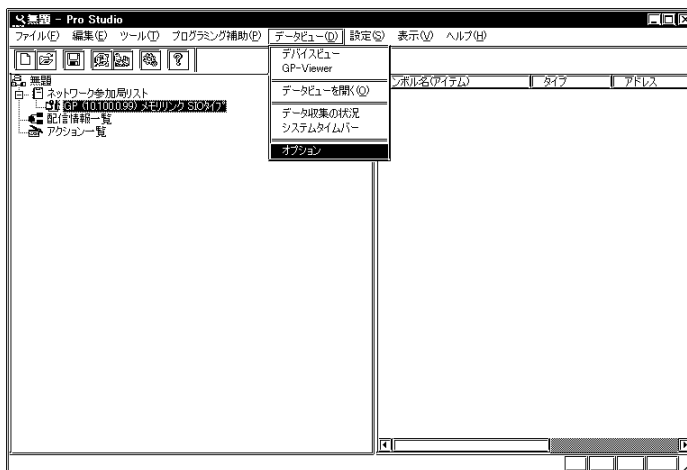 無題 - Pro Studio
ファイル(F) 編集(E) ツール(T) プログラミング補助(P) データビュー(D) 設定(S) 表示(V) ヘルプ(H)
デバイスビュー
GP-Viewer
データビューを開く(O)
データ収集の状況
システムタイムバー
オプション
無題
ネットワーク参加局リスト
GP (10.100.0.99) メモリリンク SIOタイプ
配信情報一覧
アクション一覧
ンボル名(アイテム) タイプ アドレス